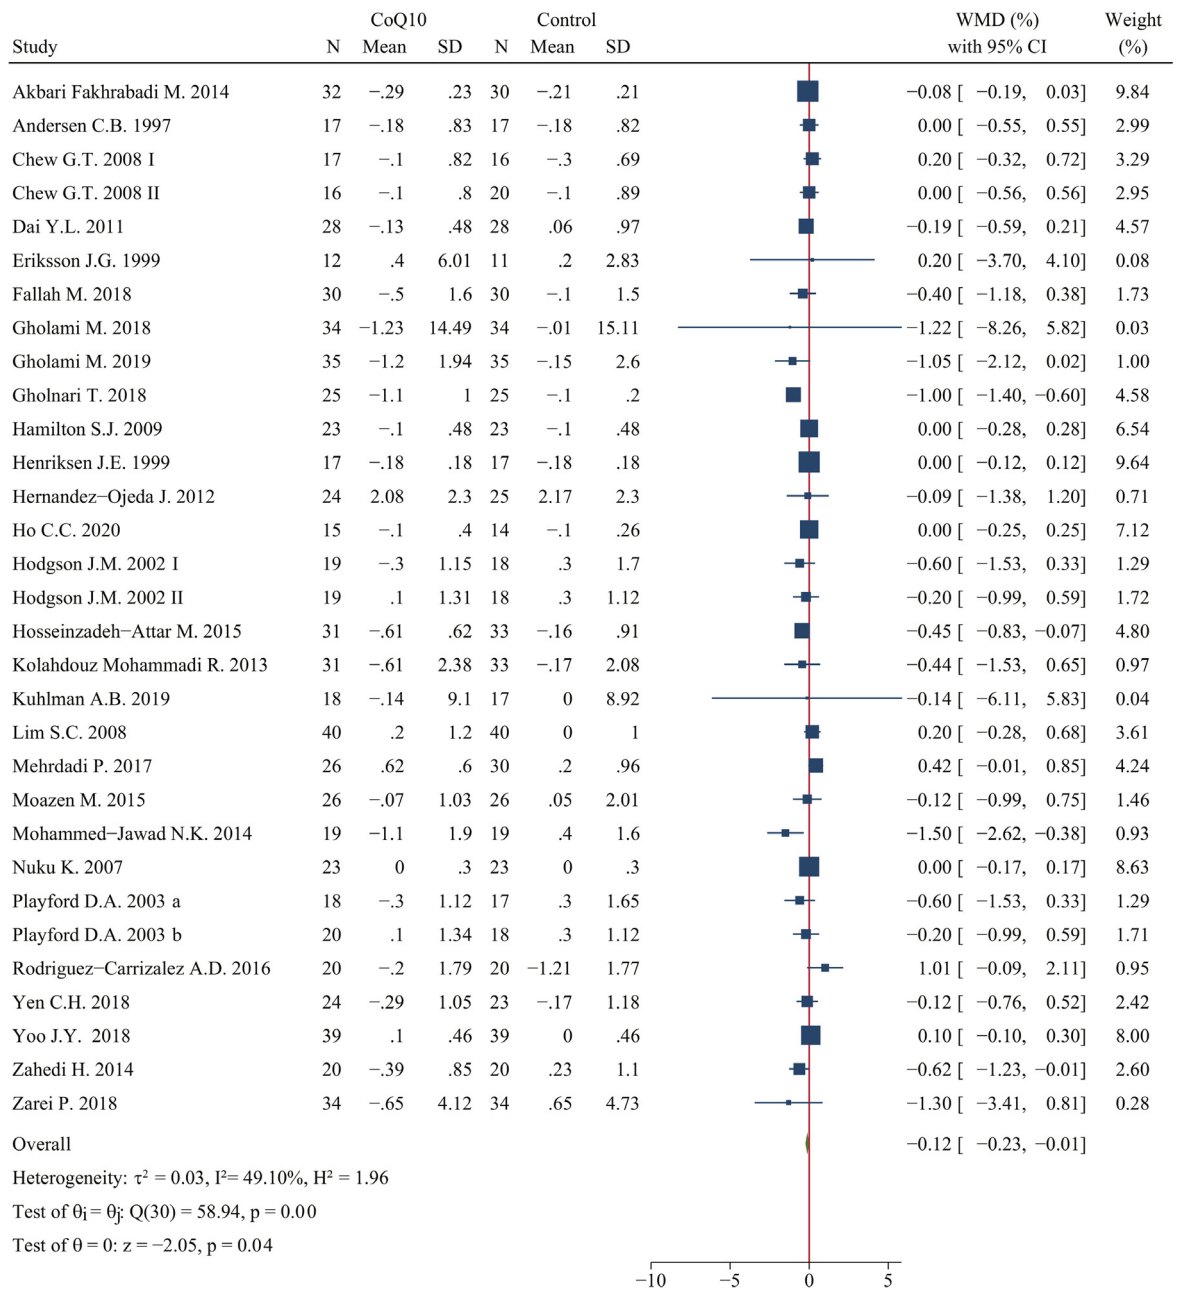 CoQ10 Control WMD (%) Weight
Study N Mean SD N Mean SD with 95% CI (%)
Akbari Fakhrabadi M. 2014 32 −.29 .23 30 −.21 .21 −0.08 [ −0.19, 0.03] 9.84
Andersen C.B. 1997 17 −.18 .83 17 −.18 .82 0.00 [ −0.55, 0.55] 2.99
Chew G.T. 2008 I 17 −.1 .82 16 −.3 .69 0.20 [ −0.32, 0.72] 3.29
Chew G.T. 2008 II 16 −.1 .8 20 −.1 .89 0.00 [ −0.56, 0.56] 2.95
Dai Y.L. 2011 28 −.13 .48 28 .06 .97 −0.19 [ −0.59, 0.21] 4.57
Eriksson J.G. 1999 12 .4 6.01 11 .2 2.83 0.20 [ −3.70, 4.10] 0.08
Fallah M. 2018 30 −.5 1.6 30 −.1 1.5 −0.40 [ −1.18, 0.38] 1.73
Gholami M. 2018 34 −1.23 14.49 34 −.01 15.11 −1.22 [ −8.26, 5.82] 0.03
Gholami M. 2019 35 −1.2 1.94 35 −.15 2.6 −1.05 [ −2.12, 0.02] 1.00
Gholnari T. 2018 25 −1.1 1 25 −.1 .2 −1.00 [ −1.40, −0.60] 4.58
Hamilton S.J. 2009 23 −.1 .48 23 −.1 .48 0.00 [ −0.28, 0.28] 6.54
Henriksen J.E. 1999 17 −.18 .18 17 −.18 .18 0.00 [ −0.12, 0.12] 9.64
Hernandez−Ojeda J. 2012 24 2.08 2.3 25 2.17 2.3 −0.09 [ −1.38, 1.20] 0.71
Ho C.C. 2020 15 −.1 .4 14 −.1 .26 0.00 [ −0.25, 0.25] 7.12
Hodgson J.M. 2002 I 19 −.3 1.15 18 .3 1.7 −0.60 [ −1.53, 0.33] 1.29
Hodgson J.M. 2002 II 19 .1 1.31 18 .3 1.12 −0.20 [ −0.99, 0.59] 1.72
Hosseinzadeh−Attar M. 2015 31 −.61 .62 33 −.16 .91 −0.45 [ −0.83, −0.07] 4.80
Kolahdouz Mohammadi R. 2013 31 −.61 2.38 33 −.17 2.08 −0.44 [ −1.53, 0.65] 0.97
Kuhlman A.B. 2019 18 −.14 9.1 17 0 8.92 −0.14 [ −6.11, 5.83] 0.04
Lim S.C. 2008 40 .2 1.2 40 0 1 0.20 [ −0.28, 0.68] 3.61
Mehrdadi P. 2017 26 .62 .6 30 .2 .96 0.42 [ −0.01, 0.85] 4.24
Moazen M. 2015 26 −.07 1.03 26 .05 2.01 −0.12 [ −0.99, 0.75] 1.46
Mohammed−Jawad N.K. 2014 19 −1.1 1.9 19 .4 1.6 −1.50 [ −2.62, −0.38] 0.93
Nuku K. 2007 23 0 .3 23 0 .3 0.00 [ −0.17, 0.17] 8.63
Playford D.A. 2003 a 18 −.3 1.12 17 .3 1.65 −0.60 [ −1.53, 0.33] 1.29
Playford D.A. 2003 b 20 .1 1.34 18 .3 1.12 −0.20 [ −0.99, 0.59] 1.71
Rodriguez−Carrizalez A.D. 2016 20 −.2 1.79 20 −1.21 1.77 1.01 [ −0.09, 2.11] 0.95
Yen C.H. 2018 24 −.29 1.05 23 −.17 1.18 −0.12 [ −0.76, 0.52] 2.42
Yoo J.Y. 2018 39 .1 .46 39 0 .46 0.10 [ −0.10, 0.30] 8.00
Zahedi H. 2014 20 −.39 .85 20 .23 1.1 −0.62 [ −1.23, −0.01] 2.60
Zarei P. 2018 34 −.65 4.12 34 .65 4.73 −1.30 [ −3.41, 0.81] 0.28
Overall −0.12 [ −0.23, −0.01]
Heterogeneity: τ² = 0.03, I²= 49.10%, H² = 1.96
Test of θi = θj: Q(30) = 58.94, p = 0.00
Test of θ = 0: z = −2.05, p = 0.04
−10 −5 0 5